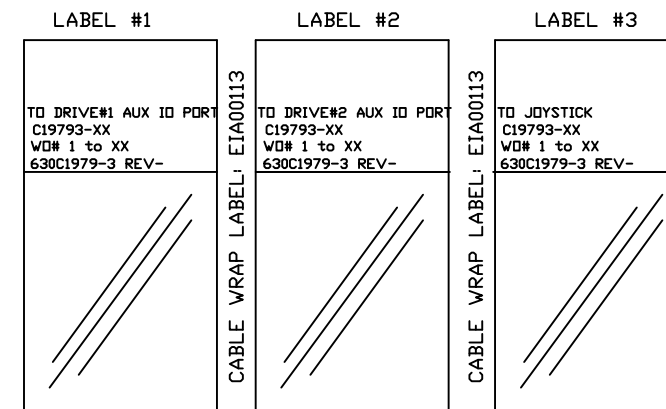 LABEL #1
LABEL #2
LABEL #3
TO DRIVE#1 AUX IO PORT
C19793-XX
WO# 1 to XX
630C1979-3 REV-
CABLE WRAP LABEL: EIA00113
TO DRIVE#2 AUX IO PORT
C19793-XX
WO# 1 to XX
630C1979-3 REV-
CABLE WRAP LABEL: EIA00113
TO JOYSTICK
C19793-XX
WO# 1 to XX
630C1979-3 REV-